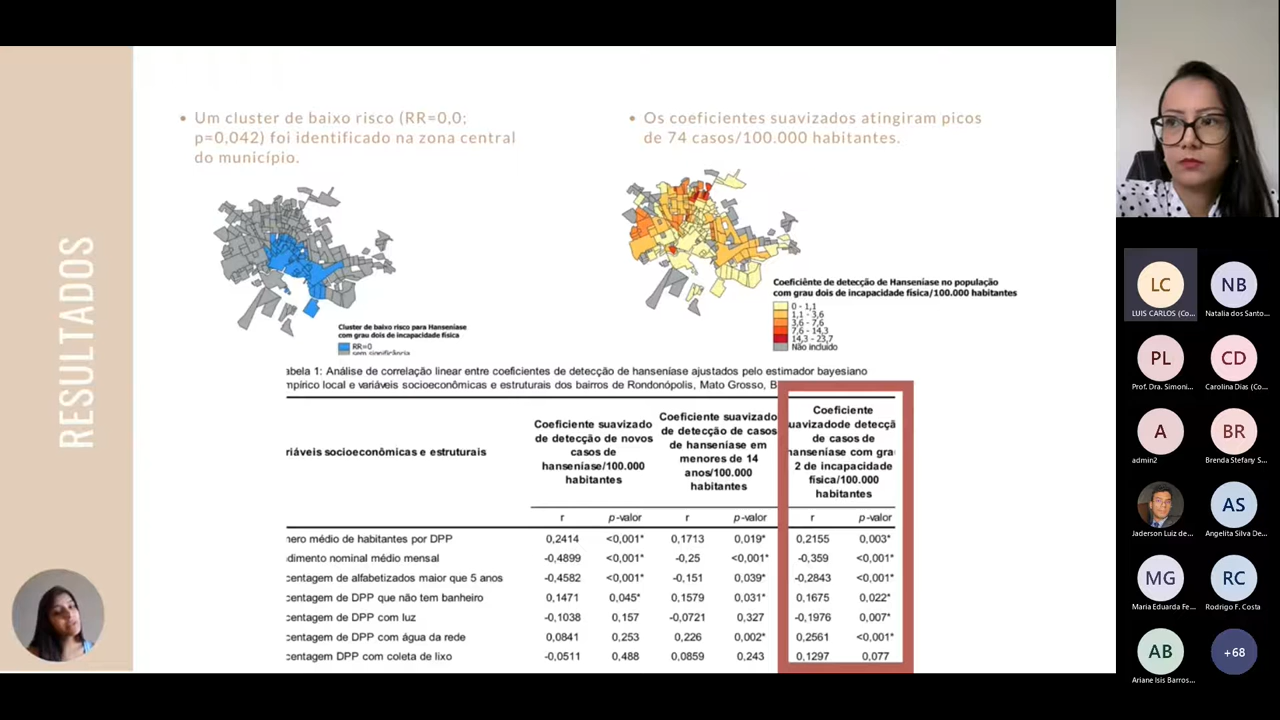 RESULTADOS
• Um cluster de baixo risco (RR=0,0;
p=0,042) foi identificado na zona central
do município.
• Os coeficientes suavizados atingiram picos
de 74 casos/100.000 habitantes.
Cluster de baixo risco para Hanseníase
com grau dois de incapacidade física
RR=0
sem significância
Coeficiênte de detecção de Hanseníase no população
com grau dois de incapacidade física/100.000 habitantes
0 - 1,1
1,1 - 3,6
3,6 - 7,6
7,6 - 14,3
14,3 - 23,7
Não incluido
abela 1: Análise de correlação linear entre coeficientes de detecção de hanseníase ajustados pelo estimador bayesiano
mpírico local e variáveis socioeconômicas e estruturais dos bairros de Rondonópolis, Mato Grosso, B
riáveis socioeconômicas e estruturais
Coeficiente suavizado
de detecção de novos
casos de
hanseníase/100.000
habitantes
Coeficiente suavizado
de detecção de casos
de hanseníase em
menores de 14
anos/100.000
habitantes
Coeficiente
suavizadode detecçã
de casos de
hanseníase com gra
2 de incapacidade
física/100.000
habitantes
r p-valor r p-valor r p-valor
nero médio de habitantes por DPP 0,2414 <0,001* 0,1713 0,019* 0,2155 0,003*
dimento nominal médio mensal -0,4899 <0,001* -0,25 <0,001* -0,359 <0,001*
centagem de alfabetizados maior que 5 anos -0,4582 <0,001* -0,151 0,039* -0,2843 <0,001*
centagem de DPP que não tem banheiro 0,1471 0,045* 0,1579 0,031* 0,1675 0,022*
centagem de DPP com luz -0,1038 0,157 -0,0721 0,327 -0,1976 0,007*
centagem de DPP com água da rede 0,0841 0,253 0,226 0,002* 0,2561 <0,001*
centagem DPP com coleta de lixo -0,0511 0,488 0,0859 0,243 0,1297 0,077
LC NB
LUIS CARLOS (Co... Natalia dos Santo...
PL CD
Prof. Dra. Simoni... Carolina Dias (Co...
A BR
admin2 Brenda Stefany S...
AS
Jaderson Luiz de... Angelita Silva De...
MG RC
Maria Eduarda Fe... Rodrigo F. Costa
AB +68
Ariane Isis Barros...